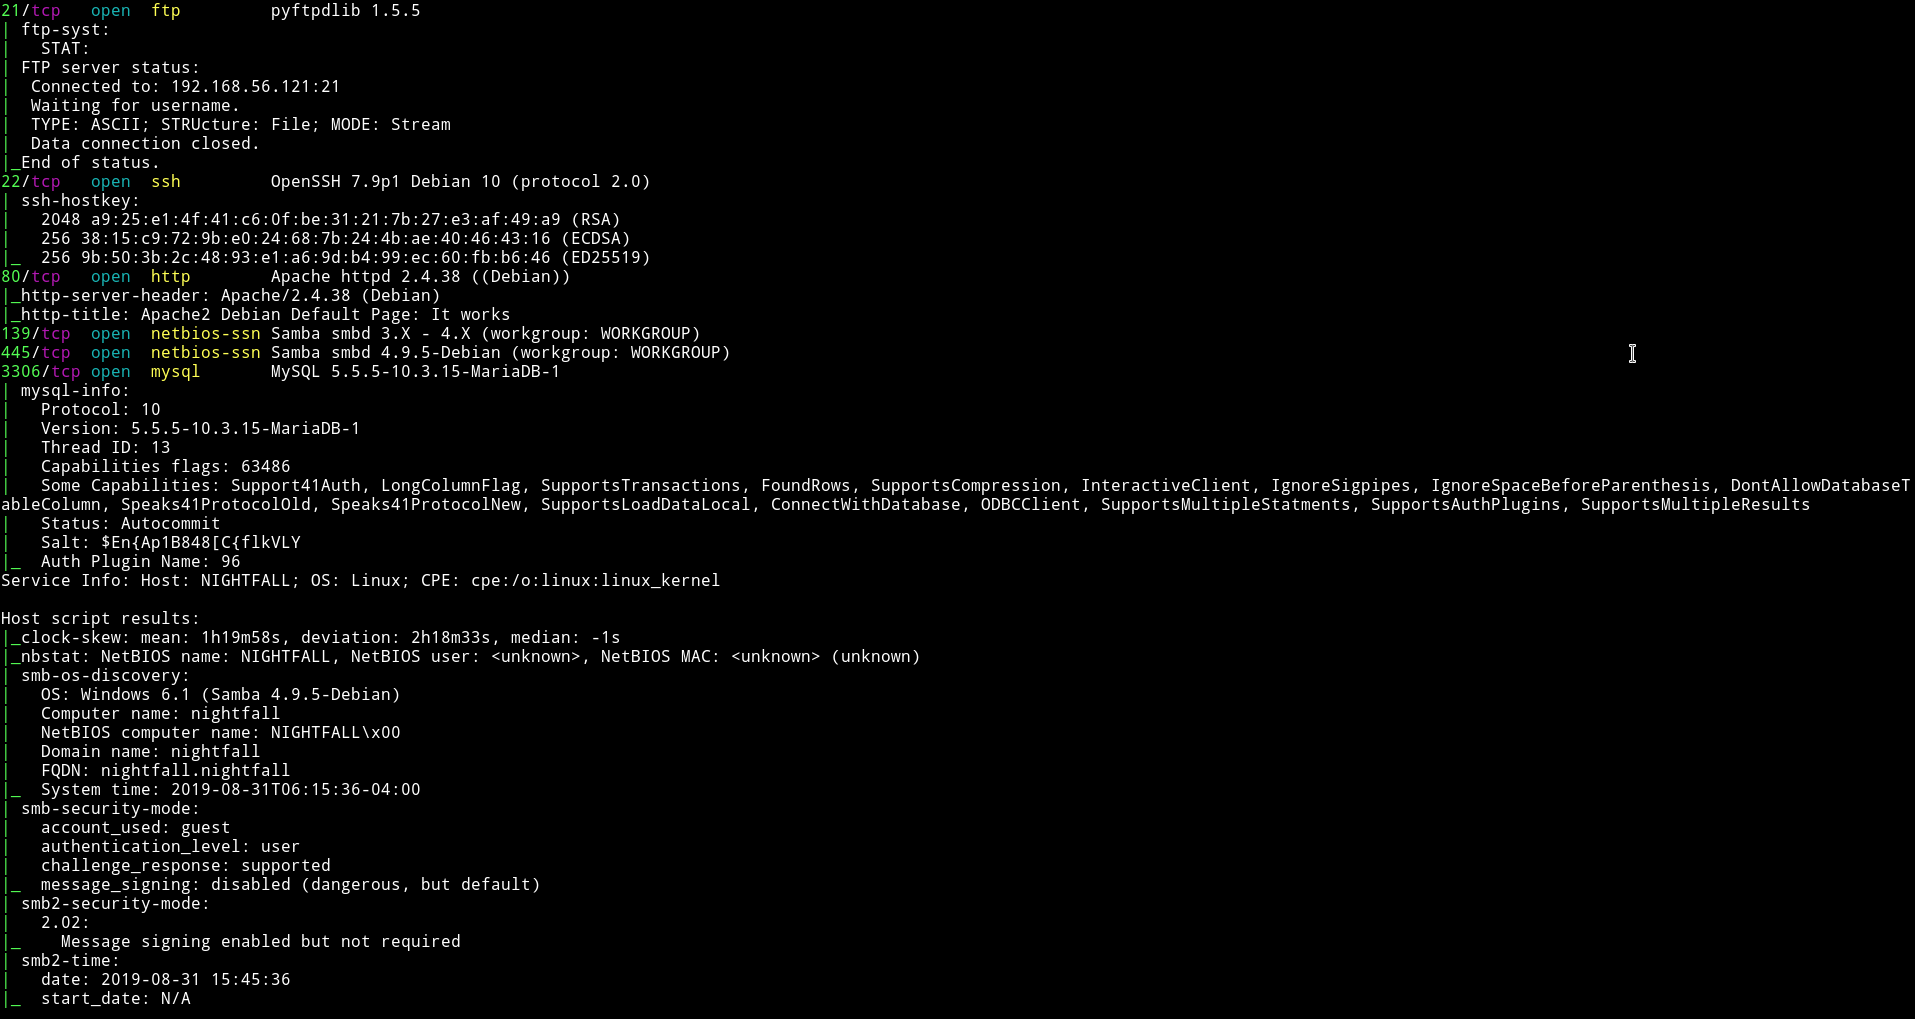 21/tcp   open  ftp         pyftpdlib 1.5.5
| ftp-syst:
|   STAT:
| FTP server status:
|  Connected to: 192.168.56.121:21
|  Waiting for username.
|  TYPE: ASCII; STRUcture: File; MODE: Stream
|  Data connection closed.
|_End of status.
22/tcp   open  ssh         OpenSSH 7.9p1 Debian 10 (protocol 2.0)
| ssh-hostkey:
|   2048 a9:25:e1:4f:41:c6:0f:be:31:21:7b:27:e3:af:49:a9 (RSA)
|   256 38:15:c9:72:9b:e0:24:68:7b:24:4b:ae:40:46:43:16 (ECDSA)
|_  256 9b:50:3b:2c:48:93:e1:a6:9d:b4:99:ec:60:fb:b6:46 (ED25519)
80/tcp   open  http        Apache httpd 2.4.38 ((Debian))
|_http-server-header: Apache/2.4.38 (Debian)
|_http-title: Apache2 Debian Default Page: It works
139/tcp  open  netbios-ssn Samba smbd 3.X - 4.X (workgroup: WORKGROUP)
445/tcp  open  netbios-ssn Samba smbd 4.9.5-Debian (workgroup: WORKGROUP)
3306/tcp open  mysql       MySQL 5.5.5-10.3.15-MariaDB-1
| mysql-info:
|   Protocol: 10
|   Version: 5.5.5-10.3.15-MariaDB-1
|   Thread ID: 13
|   Capabilities flags: 63486
|   Some Capabilities: Support41Auth, LongColumnFlag, SupportsTransactions, FoundRows, SupportsCompression, InteractiveClient, IgnoreSigpipes, IgnoreSpaceBeforeParenthesis, DontAllowDatabaseT
ableColumn, Speaks41ProtocolOld, Speaks41ProtocolNew, SupportsLoadDataLocal, ConnectWithDatabase, ODBCClient, SupportsMultipleStatments, SupportsAuthPlugins, SupportsMultipleResults
|   Status: Autocommit
|   Salt: $En{Ap1B848[C{flkVLY
|_  Auth Plugin Name: 96
Service Info: Host: NIGHTFALL; OS: Linux; CPE: cpe:/o:linux:linux_kernel

Host script results:
|_clock-skew: mean: 1h19m58s, deviation: 2h18m33s, median: -1s
|_nbstat: NetBIOS name: NIGHTFALL, NetBIOS user: <unknown>, NetBIOS MAC: <unknown> (unknown)
| smb-os-discovery:
|   OS: Windows 6.1 (Samba 4.9.5-Debian)
|   Computer name: nightfall
|   NetBIOS computer name: NIGHTFALL\x00
|   Domain name: nightfall
|   FQDN: nightfall.nightfall
|_  System time: 2019-08-31T06:15:36-04:00
| smb-security-mode:
|   account_used: guest
|   authentication_level: user
|   challenge_response: supported
|_  message_signing: disabled (dangerous, but default)
| smb2-security-mode:
|   2.02:
|_    Message signing enabled but not required
| smb2-time:
|   date: 2019-08-31 15:45:36
|_  start_date: N/A